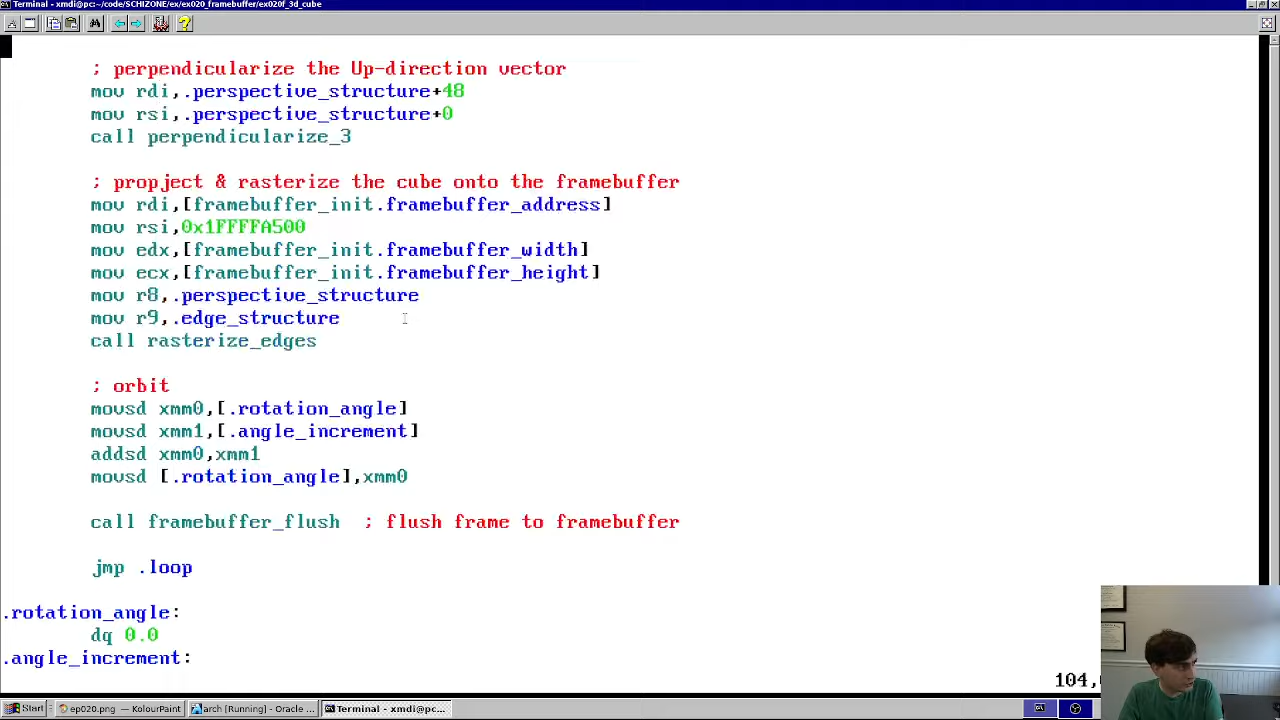 Terminal - xmdi@pc:~/code/SCHIZONE/ex/ex020_framebuffer/ex020f_3d_cube
; perpendicularize the Up-direction vector
mov rdi,.perspective_structure+48
mov rsi,.perspective_structure+0
call perpendicularize_3
; propject & rasterize the cube onto the framebuffer
mov rdi,[framebuffer_init.framebuffer_address]
mov rsi,0x1FFFFA500
mov edx,[framebuffer_init.framebuffer_width]
mov ecx,[framebuffer_init.framebuffer_height]
mov r8,.perspective_structure
mov r9,.edge_structure
call rasterize_edges
; orbit
movsd xmm0,[.rotation_angle]
movsd xmm1,[.angle_increment]
addsd xmm0,xmm1
movsd [.rotation_angle],xmm0
call framebuffer_flush ; flush frame to framebuffer
jmp .loop
.rotation_angle:
dq 0.0
.angle_increment:
104,
Start
ep020.png — KolourPaint
arch [Running] - Oracle ...
Terminal - xmdi@pc...